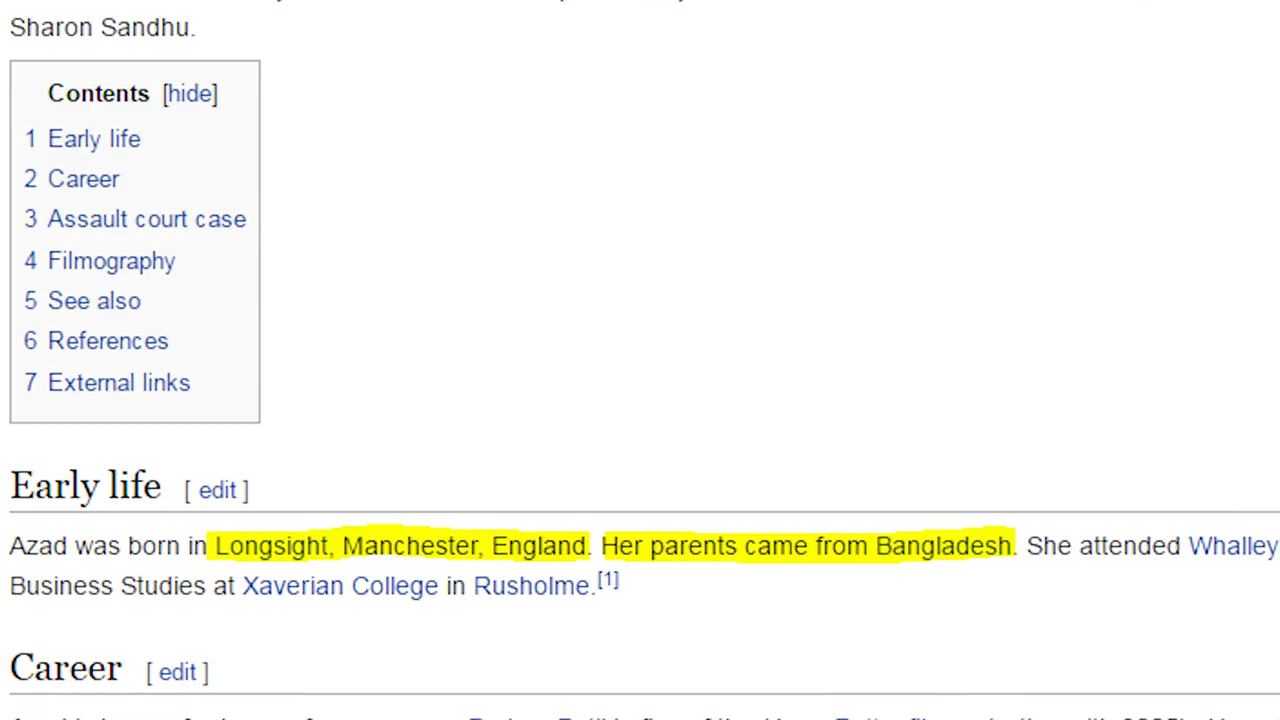 Sharon Sandhu.
Contents [hide]
1 Early life
2 Career
3 Assault court case
4 Filmography
5 See also
6 References
7 External links
Early life [ edit ]
Azad was born in Longsight, Manchester, England. Her parents came from Bangladesh. She attended Whalley
Business Studies at Xaverian College in Rusholme.[1]
Career [ edit ]